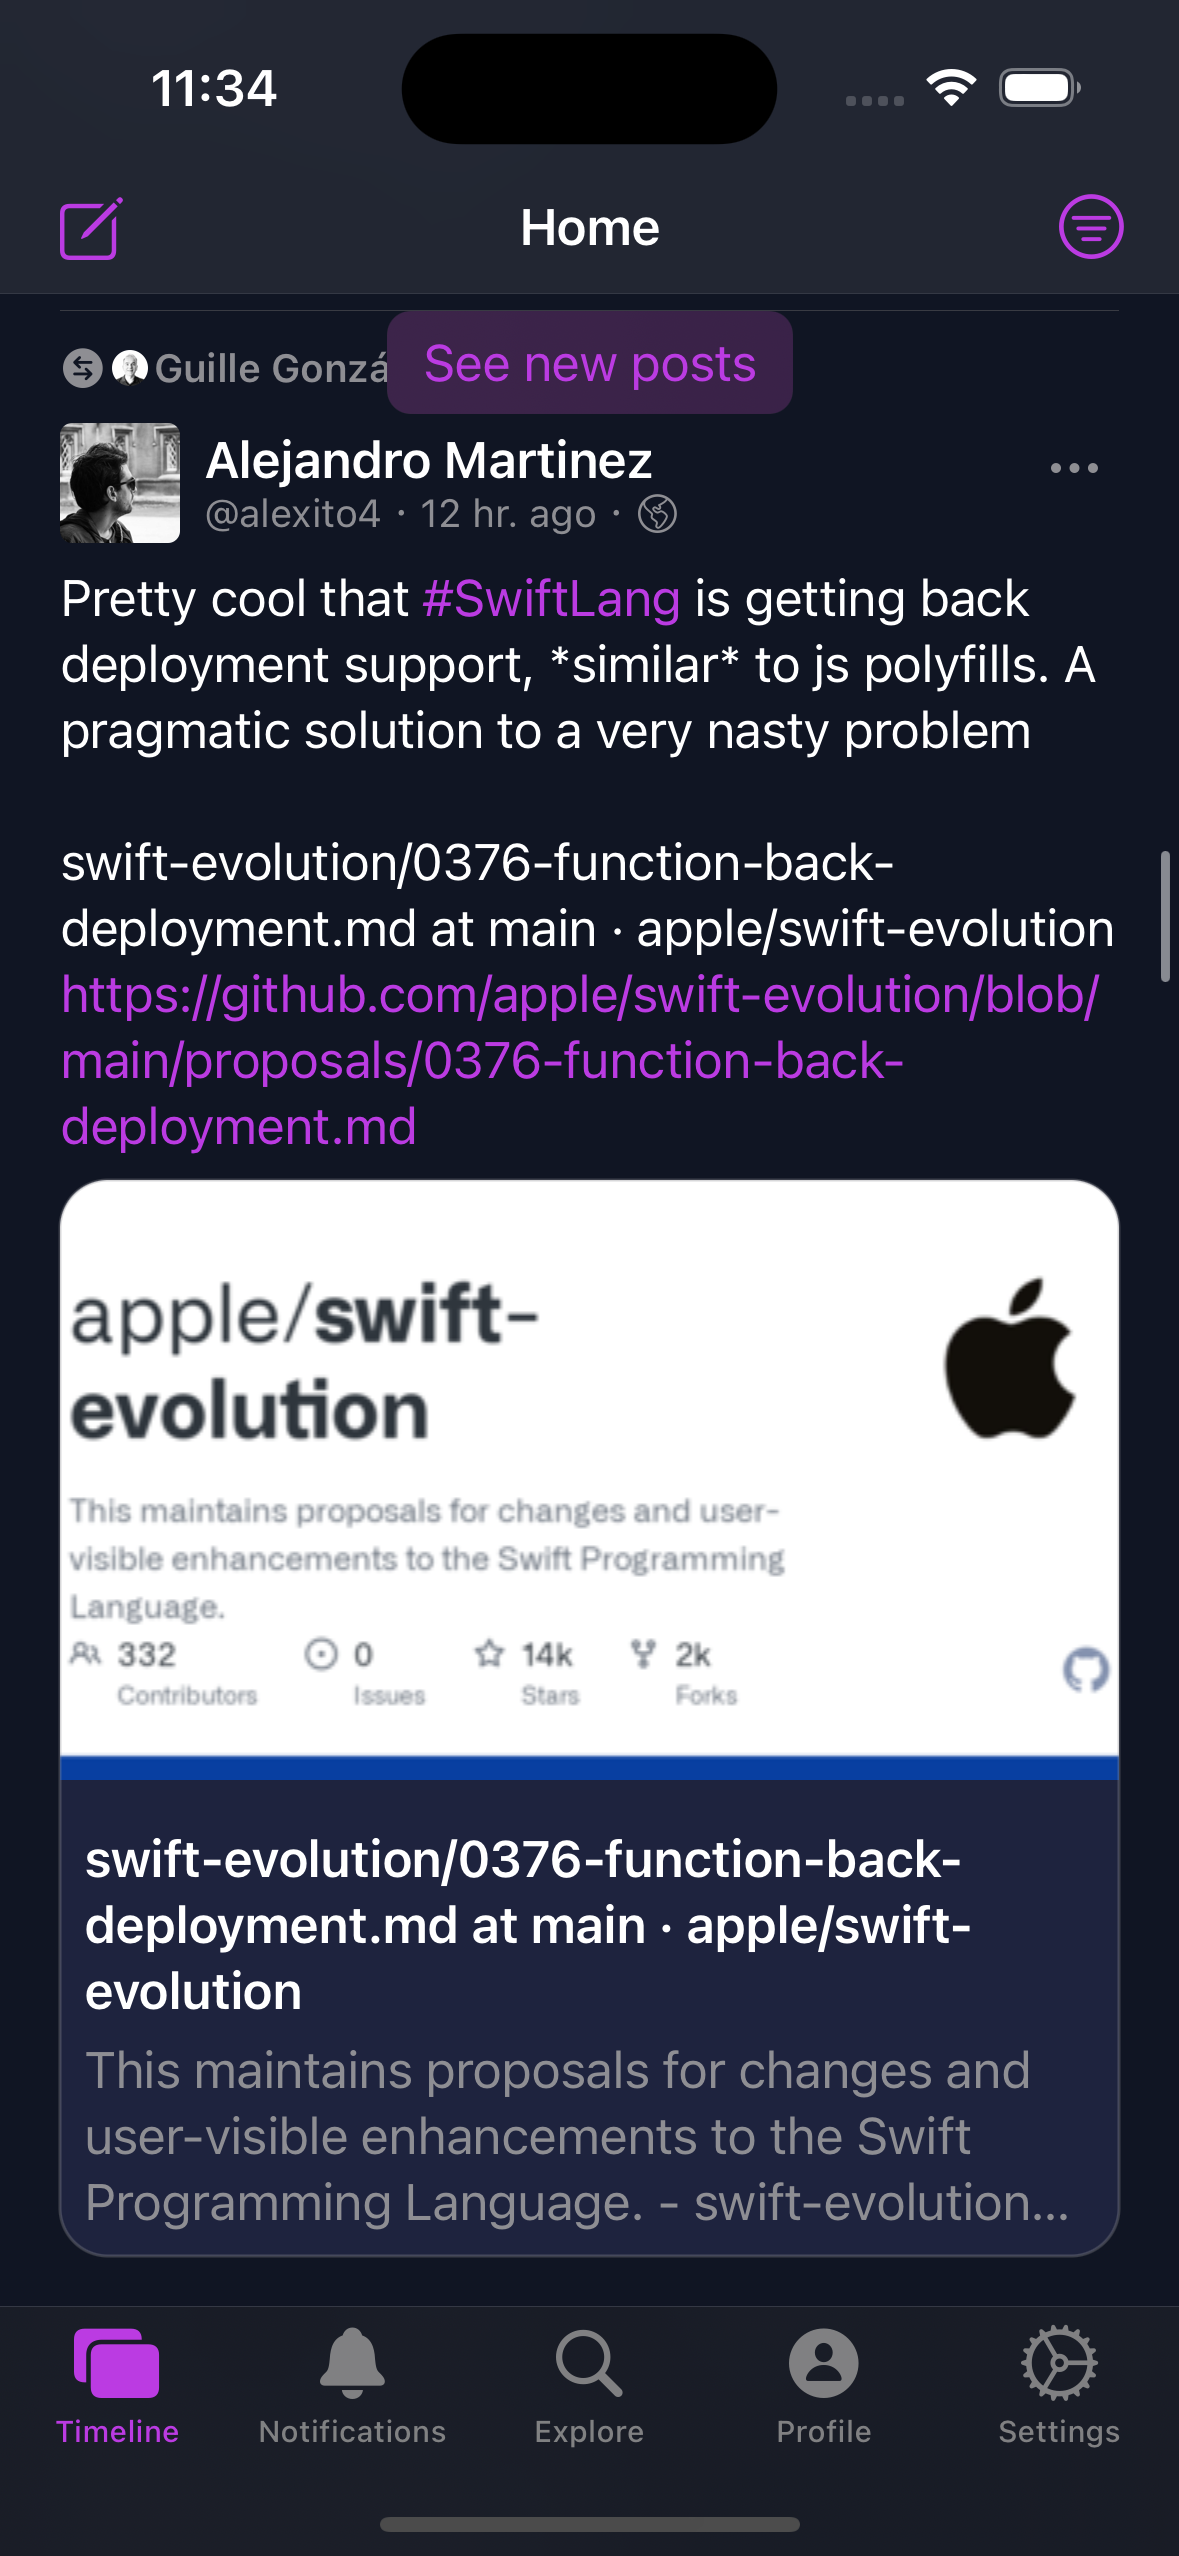 11:34
Home
Guille Gonzá
See new posts
Alejandro Martinez
@alexito4 · 12 hr. ago ·
Pretty cool that #SwiftLang is getting back
deployment support, *similar* to js polyfills. A
pragmatic solution to a very nasty problem
swift-evolution/0376-function-back-
deployment.md at main · apple/swift-evolution
https://github.com/apple/swift-evolution/blob/
main/proposals/0376-function-back-
deployment.md
apple/swift-
evolution
This maintains proposals for changes and user-
visible enhancements to the Swift Programming
Language.
332 0 14k 2k
Contributors Issues Stars Forks
swift-evolution/0376-function-back-
deployment.md at main · apple/swift-
evolution
This maintains proposals for changes and
user-visible enhancements to the Swift
Programming Language. - swift-evolution...
Timeline Notifications Explore Profile Settings